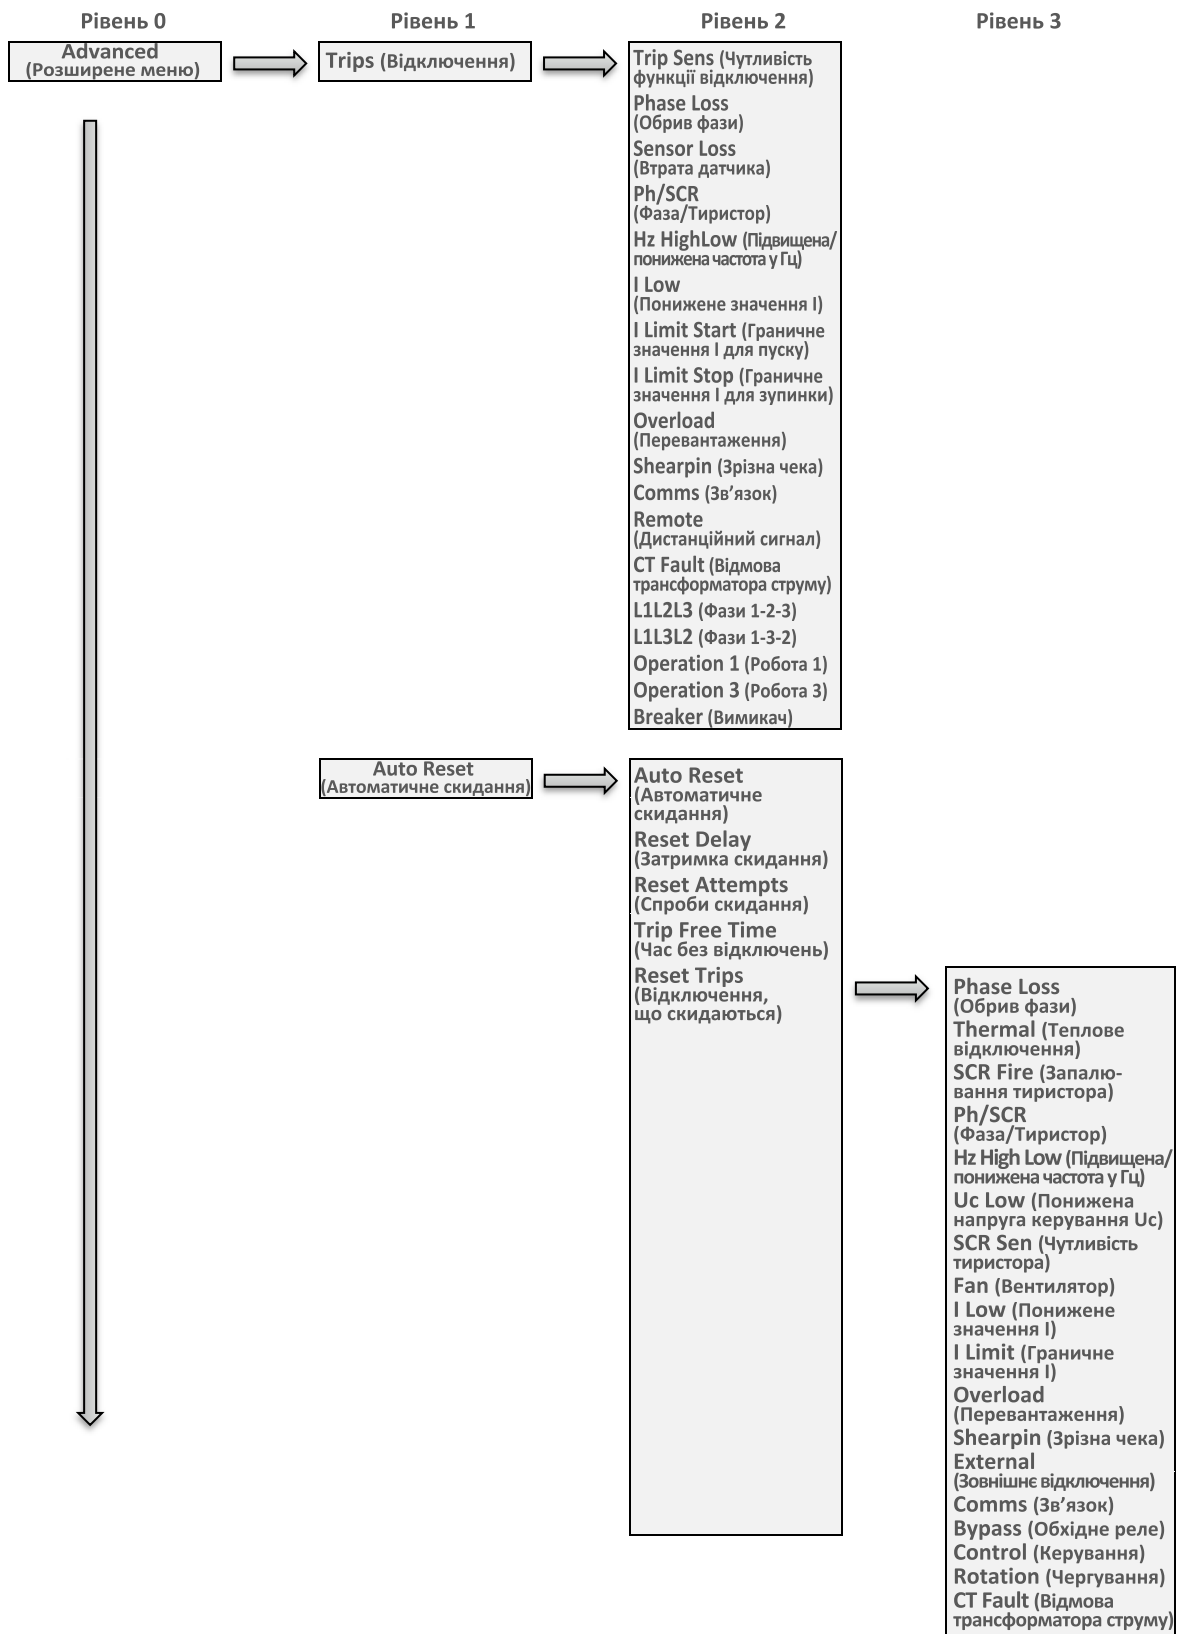 Рівень 0
Рівень 1
Рівень 2
Рівень 3
Advanced
(Розширене меню)
Trips (Відключення)
Trip Sens (Чутливість
функції відключення)
Phase Loss
(Обрив фази)
Sensor Loss
(Втрата датчика)
Ph/SCR
(Фаза/Тиристор)
Hz HighLow (Підвищена/
понижена частота у Гц)
I Low
(Понижене значення I)
I Limit Start (Граничне
значення I для пуску)
I Limit Stop (Граничне
значення I для зупинки)
Overload
(Перевантаження)
Shearpin (Зрізна чека)
Comms (Зв’язок)
Remote
(Дистанційний сигнал)
CT Fault (Відмова
трансформатора струму)
L1L2L3 (Фази 1-2-3)
L1L3L2 (Фази 1-3-2)
Operation 1 (Робота 1)
Operation 3 (Робота 3)
Breaker (Вимикач)
Auto Reset
(Автоматичне скидання)
Auto Reset
(Автоматичне
скидання)
Reset Delay
(Затримка скидання)
Reset Attempts
(Спроби скидання)
Trip Free Time
(Час без відключень)
Reset Trips
(Відключення,
що скидаються)
Phase Loss
(Обрив фази)
Thermal (Теплове
відключення)
SCR Fire (Запалю-
вання тиристора)
Ph/SCR
(Фаза/Тиристор)
Hz High Low (Підвищена/
понижена частота у Гц)
Uc Low (Понижена
напруга керування Uc)
SCR Sen (Чутливість
тиристора)
Fan (Вентилятор)
I Low (Понижене
значення I)
I Limit (Граничне
значення I)
Overload
(Перевантаження)
Shearpin (Зрізна чека)
External
(Зовнішнє відключення)
Comms (Зв’язок)
Bypass (Обхідне реле)
Control (Керування)
Rotation (Чергування)
CT Fault (Відмова
трансформатора струму)